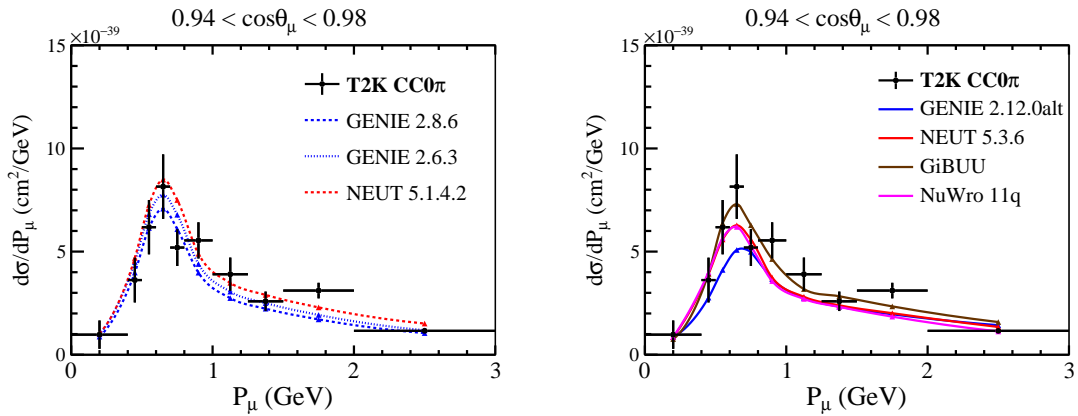 0.94 < cosθμ < 0.98
×10−39
15
10
5
0
dσ/dPμ (cm2/GeV)
T2K CC0π
GENIE 2.8.6
GENIE 2.6.3
NEUT 5.1.4.2
0 1 2 3
Pμ (GeV)
0.94 < cosθμ < 0.98
×10−39
15
10
5
0
dσ/dPμ (cm2/GeV)
T2K CC0π
GENIE 2.12.0alt
NEUT 5.3.6
GiBUU
NuWro 11q
0 1 2 3
Pμ (GeV)